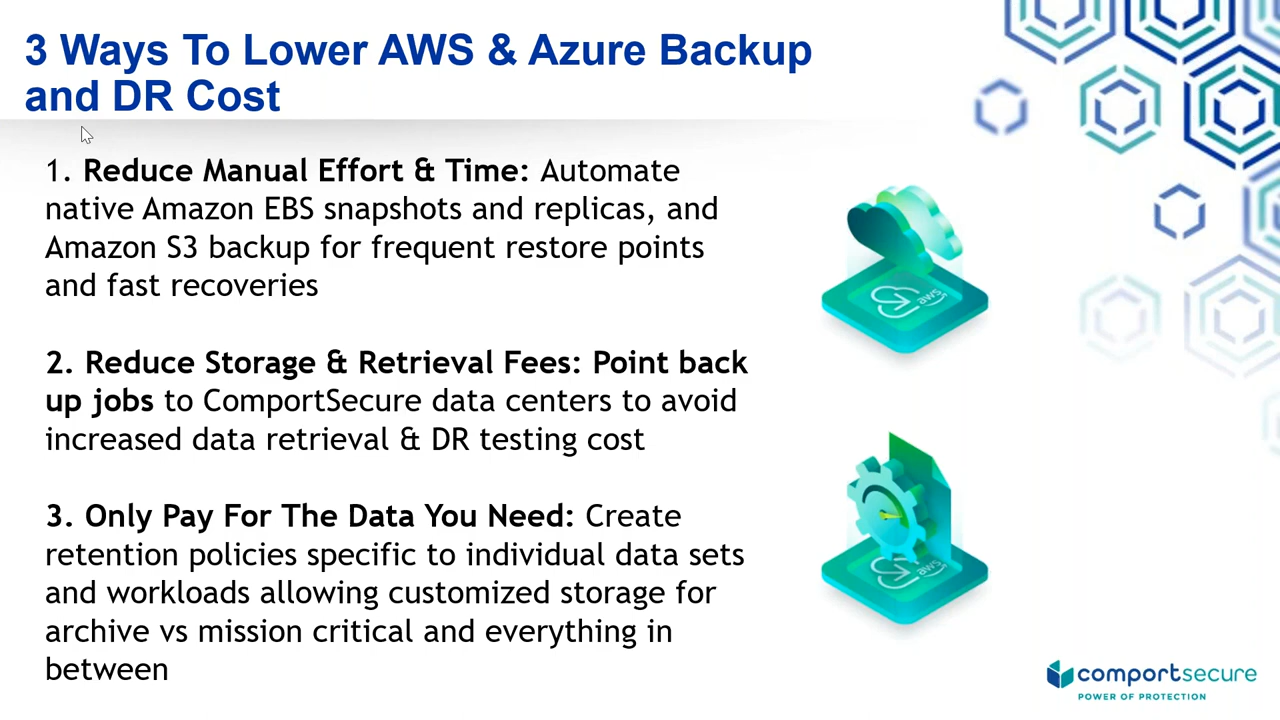 3 Ways To Lower AWS & Azure Backup
and DR Cost
1. Reduce Manual Effort & Time: Automate
native Amazon EBS snapshots and replicas, and
Amazon S3 backup for frequent restore points
and fast recoveries
2. Reduce Storage & Retrieval Fees: Point back
up jobs to ComportSecure data centers to avoid
increased data retrieval & DR testing cost
3. Only Pay For The Data You Need: Create
retention policies specific to individual data sets
and workloads allowing customized storage for
archive vs mission critical and everything in
between
aws
aws
comportsecure
POWER OF PROTECTION